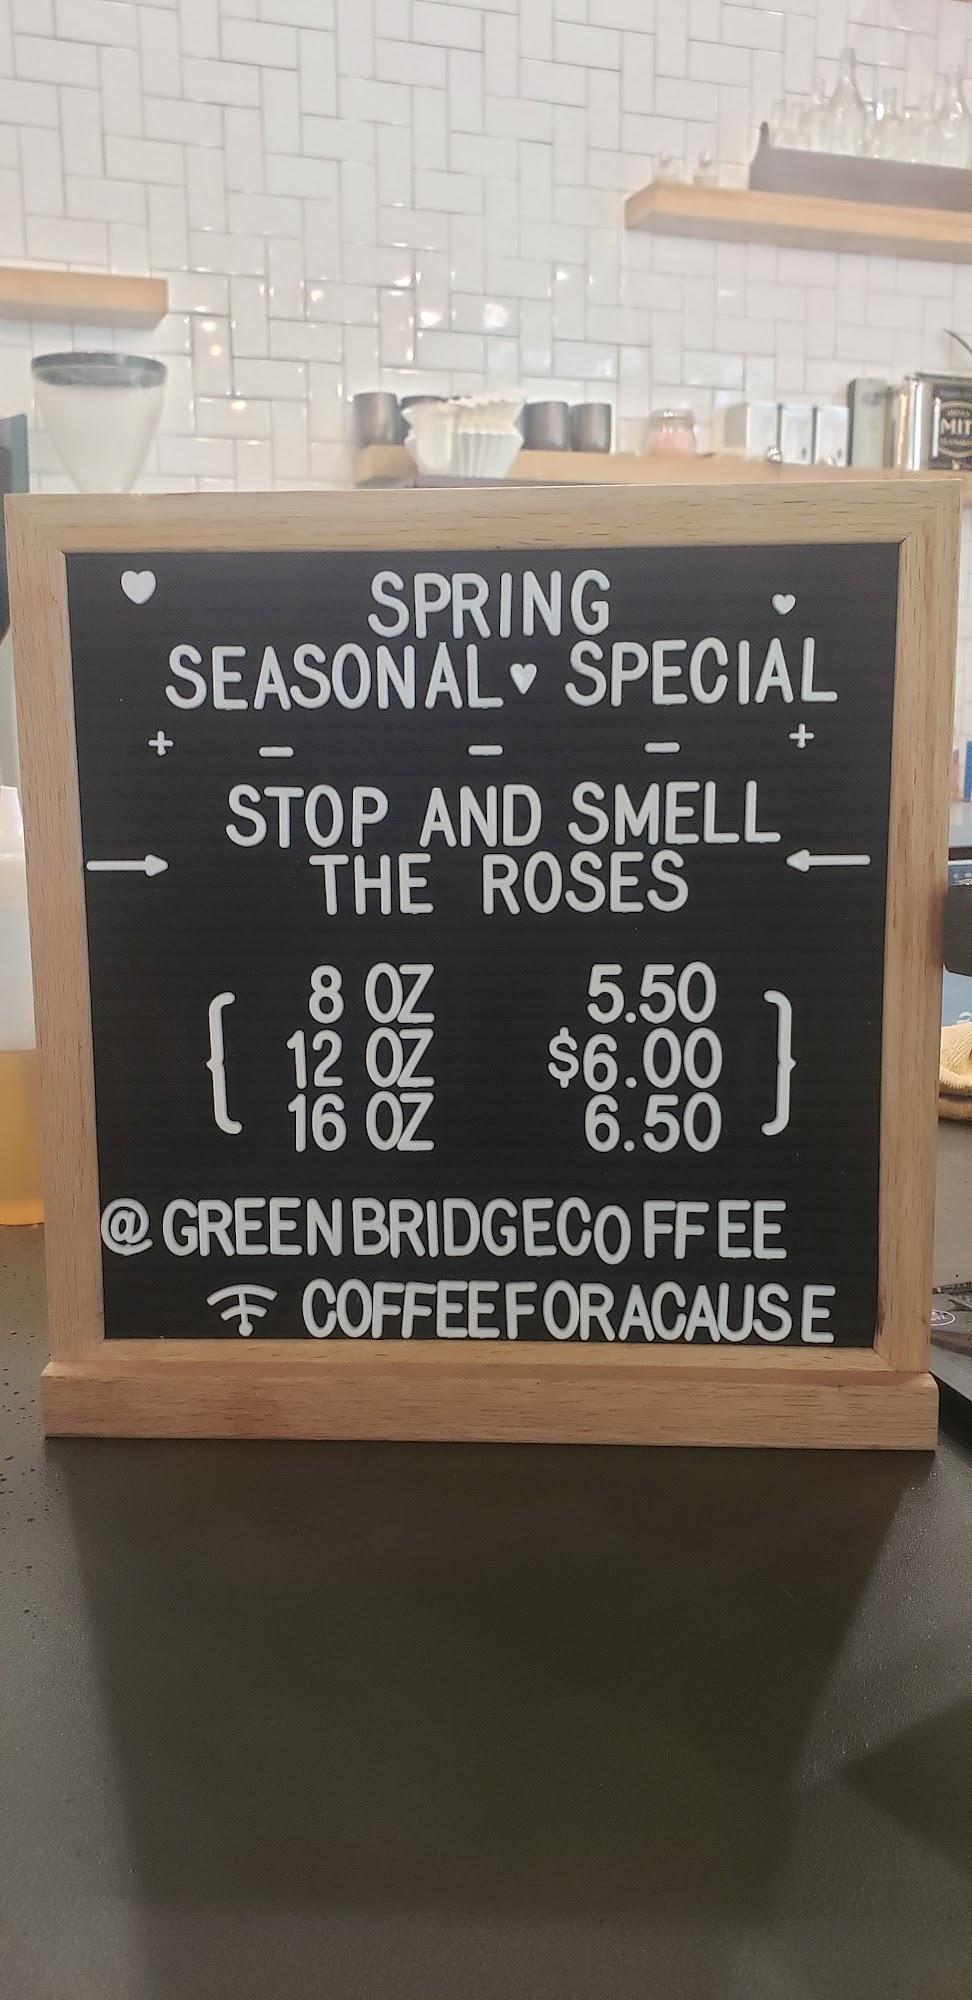 MIT
SPRING
SEASONAL ♥ SPECIAL
+ - - - +
STOP AND SMELL
THE ROSES
8 OZ 5.50
12 OZ $6.00
16 OZ 6.50
@GREENBRIDGECOFFEE
COFFEEFORACAUSE